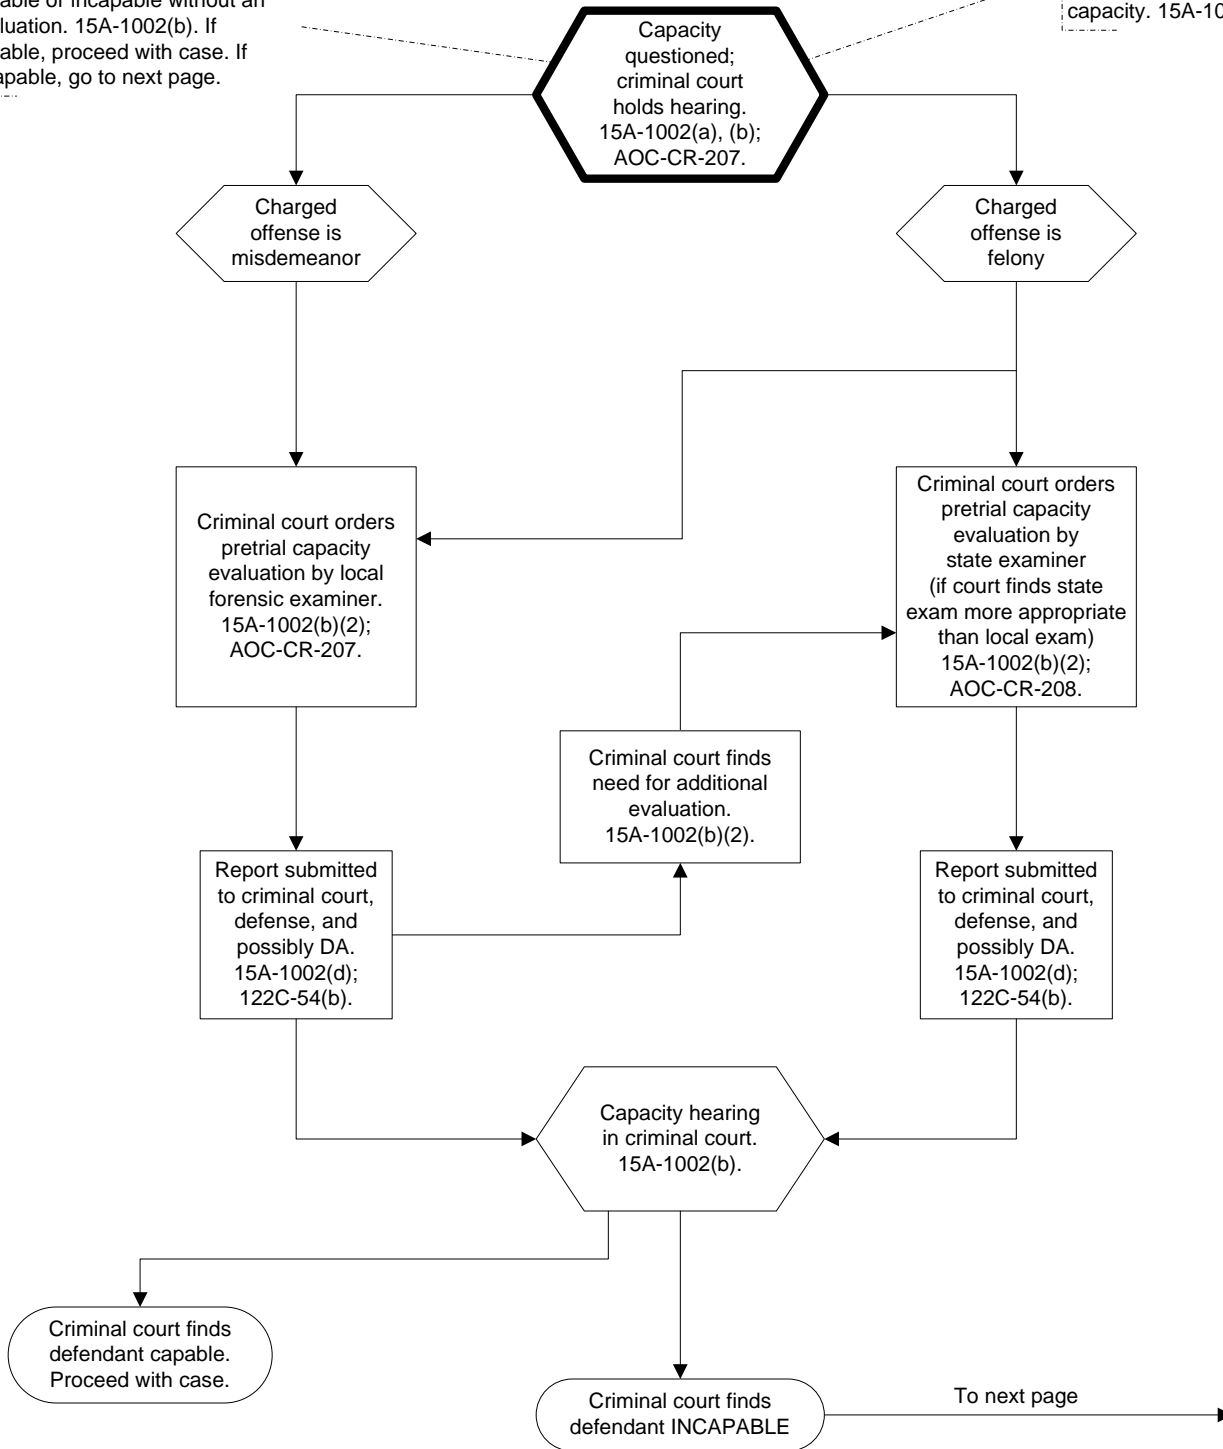 or incapable without an
15A-1002(b). If
proceed with case. If
go to next page.
capacity.
Capacity
questioned;
criminal court
holds hearing.
15A-1002(a), (b);
AOC-CR-207.
Charged
offense is
misdemeanor
Charged
offense is
felony
Criminal court orders
pretrial capacity
evaluation by local
forensic examiner.
15A-1002(b)(2);
AOC-CR-207.
Criminal court orders
pretrial capacity
evaluation by
state examiner
(if court finds state
exam more appropriate
than local exam)
15A-1002(b)(2);
AOC-CR-208.
Criminal court finds
need for additional
evaluation.
15A-1002(b)(2).
Report submitted
to criminal court,
defense, and
possibly DA.
15A-1002(d);
122C-54(b).
Report submitted
to criminal court,
defense, and
possibly DA.
15A-1002(d);
122C-54(b).
Capacity hearing
in criminal court.
15A-1002(b).
Criminal court finds
defendant capable.
Proceed with case.
Criminal court finds
defendant INCAPABLE
To next page